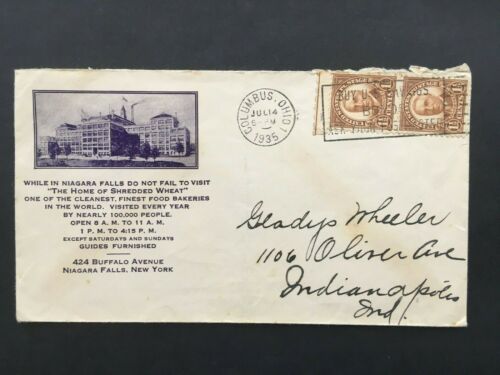 WHILE IN NIAGARA FALLS DO NOT FAIL TO VISIT
"THE HOME OF SHREDDED WHEAT"
ONE OF THE CLEANEST, FINEST FOOD BAKERIES
IN THE WORLD. VISITED EVERY YEAR
BY NEARLY 100,000 PEOPLE.
OPEN 8 A. M. TO 11 A. M.
1 P. M. TO 4:15 P. M.
EXCEPT SATURDAYS AND SUNDAYS
GUIDES FURNISHED
424 BUFFALO AVENUE
NIAGARA FALLS, NEW YORK
COLUMBUS, OHIO 1
JUL 14
6-PM
1935
Gladys Wheeler
1106 Oliver Ave
Indianapolis
Ind.